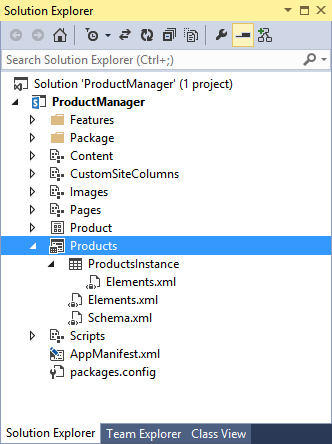 Solution Explorer
Search Solution Explorer (Ctrl+;)
Solution 'ProductManager' (1 project)
ProductManager
Features
Package
Content
CustomSiteColumns
Images
Pages
Product
Products
ProductsInstance
Elements.xml
Elements.xml
Schema.xml
Scripts
AppManifest.xml
packages.config
Solution Explorer Team Explorer Class View